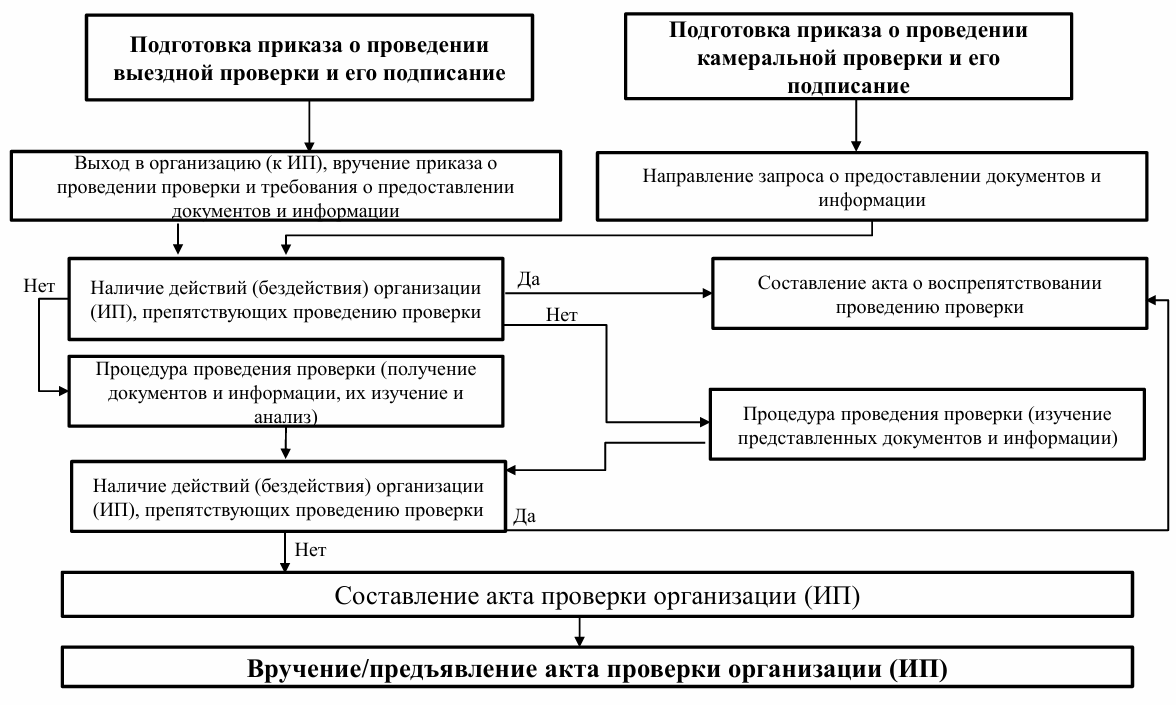 Подготовка приказа о проведении
выездной проверки и его подписание
Подготовка приказа о проведении
камеральной проверки и его
подписание
Выход в организацию (к ИП), вручение приказа о
проведении проверки и требования о предоставлении
документов и информации
Направление запроса о предоставлении документов и
информации
Нет
Наличие действий (бездействия) организации
(ИП), препятствующих проведению проверки
Да
Нет
Составление акта о воспрепятствовании
проведению проверки
Процедура проведения проверки (получение
документов и информации, их изучение и
анализ)
Процедура проведения проверки (изучение
представленных документов и информации)
Наличие действий (бездействия) организации
(ИП), препятствующих проведению проверки
Да
Нет
Составление акта проверки организации (ИП)
Вручение/предъявление акта проверки организации (ИП)